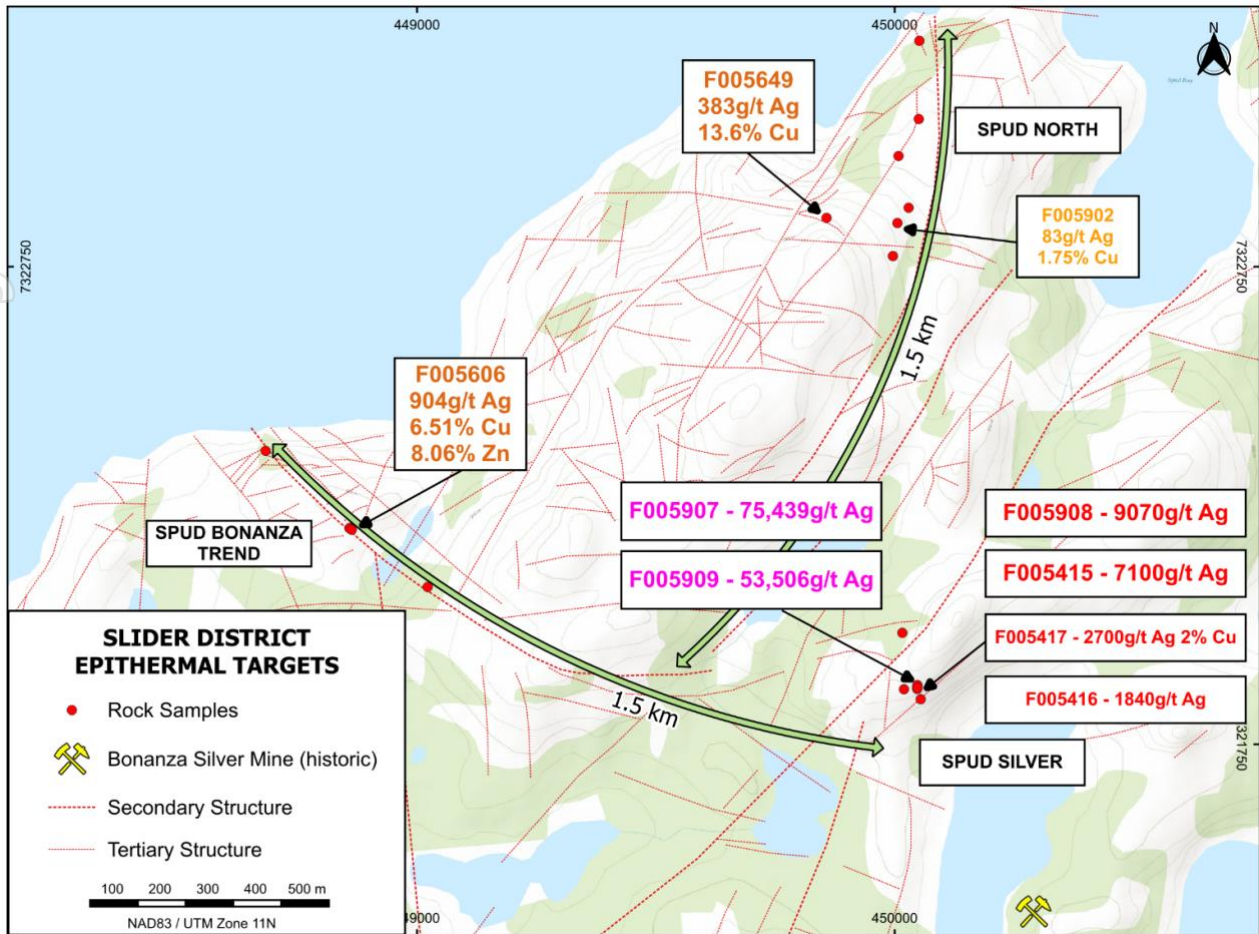 449000
450000
N
Spud Bay
F005649
383g/t Ag
13.6% Cu
SPUD NORTH
F005902
83g/t Ag
1.75% Cu
7322750
7322750
1.5 km
F005606
904g/t Ag
6.51% Cu
8.06% Zn
SPUD BONANZA
TREND
F005907 - 75,439g/t Ag
F005908 - 9070g/t Ag
F005909 - 53,506g/t Ag
F005415 - 7100g/t Ag
F005417 - 2700g/t Ag 2% Cu
F005416 - 1840g/t Ag
1.5 km
SPUD SILVER
321750
SLIDER DISTRICT
EPITHERMAL TARGETS
Rock Samples
Bonanza Silver Mine (historic)
Secondary Structure
Tertiary Structure
100 200 300 400 500 m
NAD83 / UTM Zone 11N
49000
450000